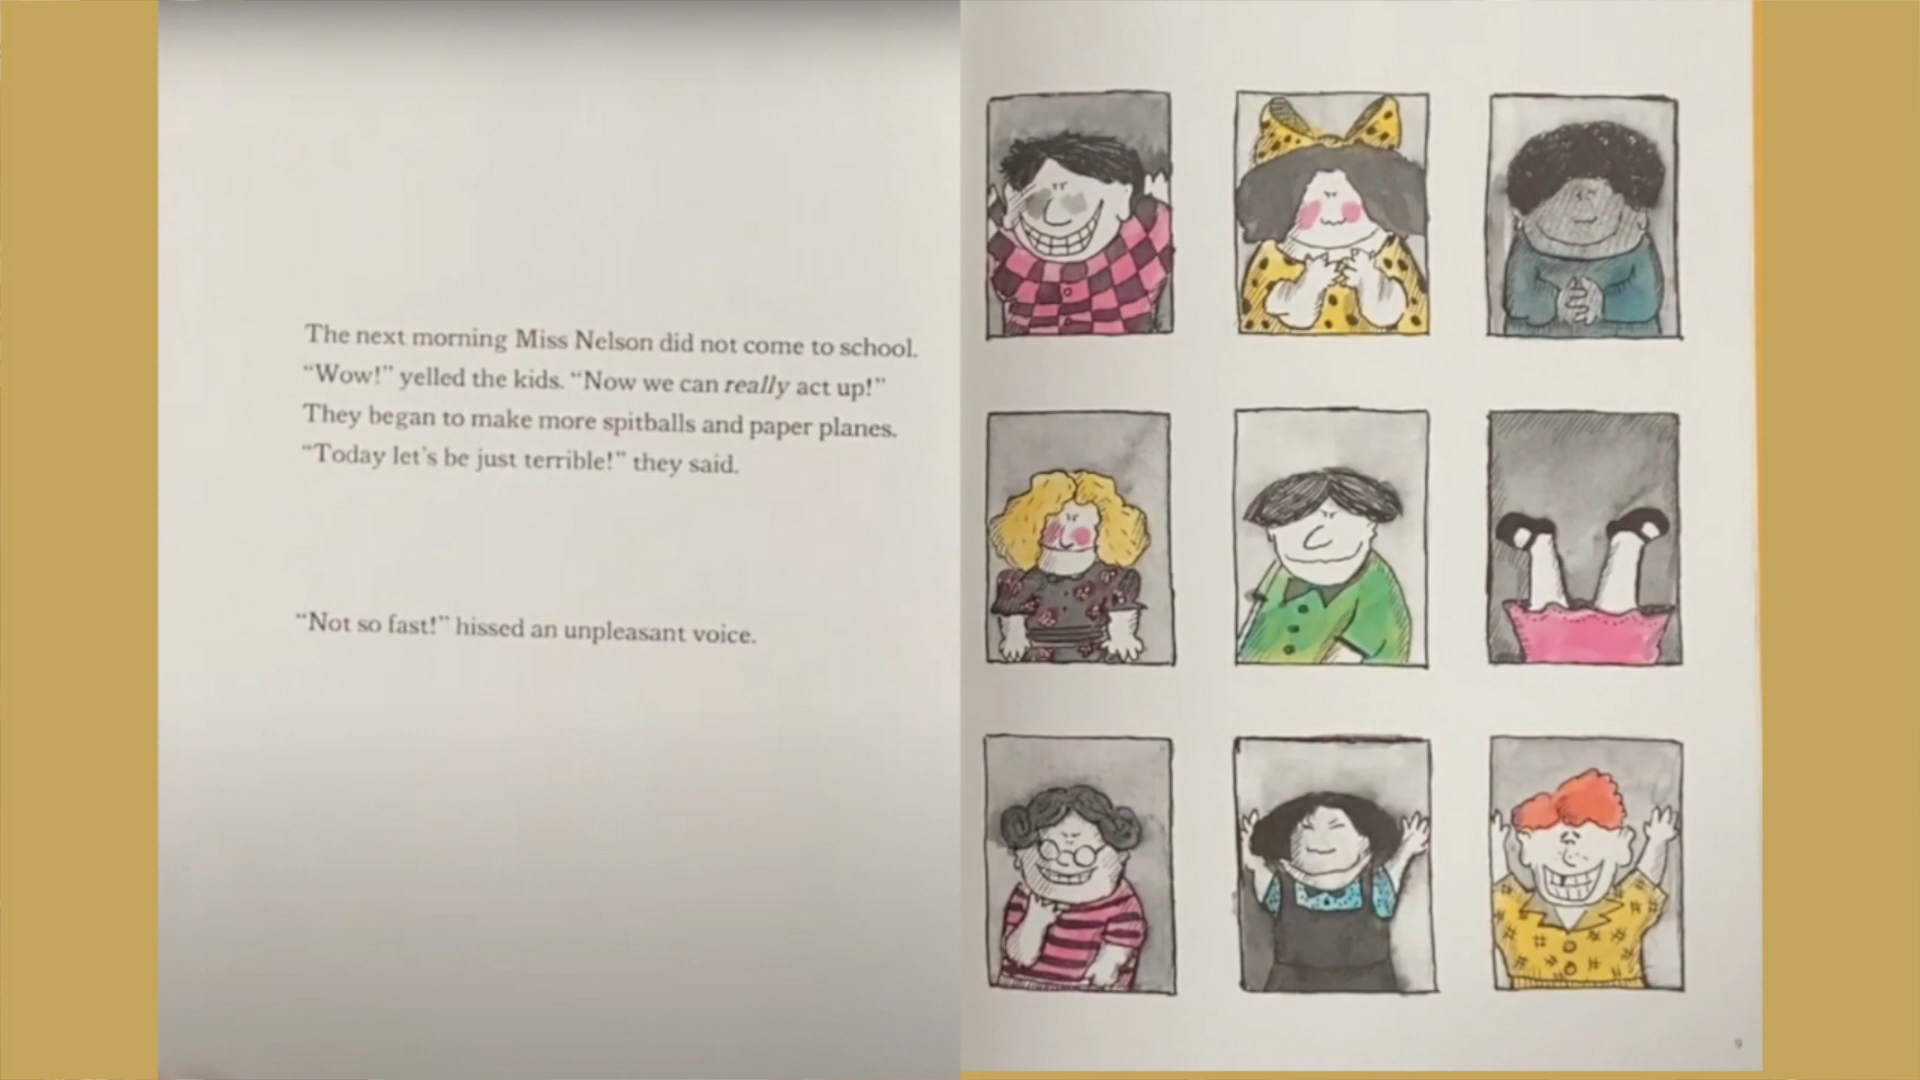 The next morning Miss Nelson did not come to school.
“Wow!” yelled the kids. “Now we can really act up!”
They began to make more spitballs and paper planes.
“Today let’s be just terrible!” they said.
“Not so fast!” hissed an unpleasant voice.
9